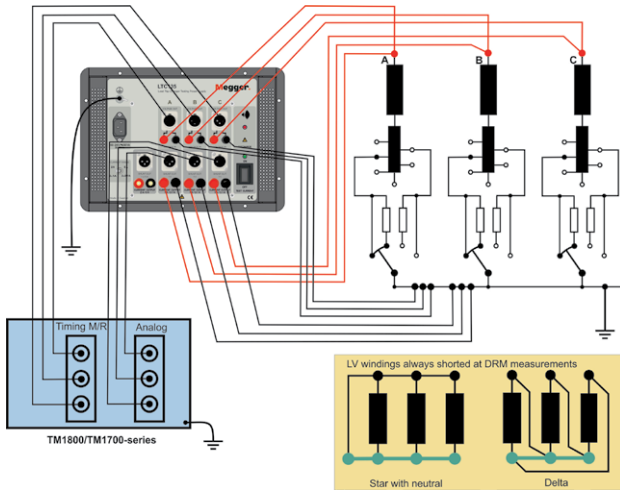 A
B
C
LTC135
Megger
A B C
Timing M/R
Analog
TM1800/TM1700-series
LV windings always shorted at DRM measurements
Star with neutral
Delta